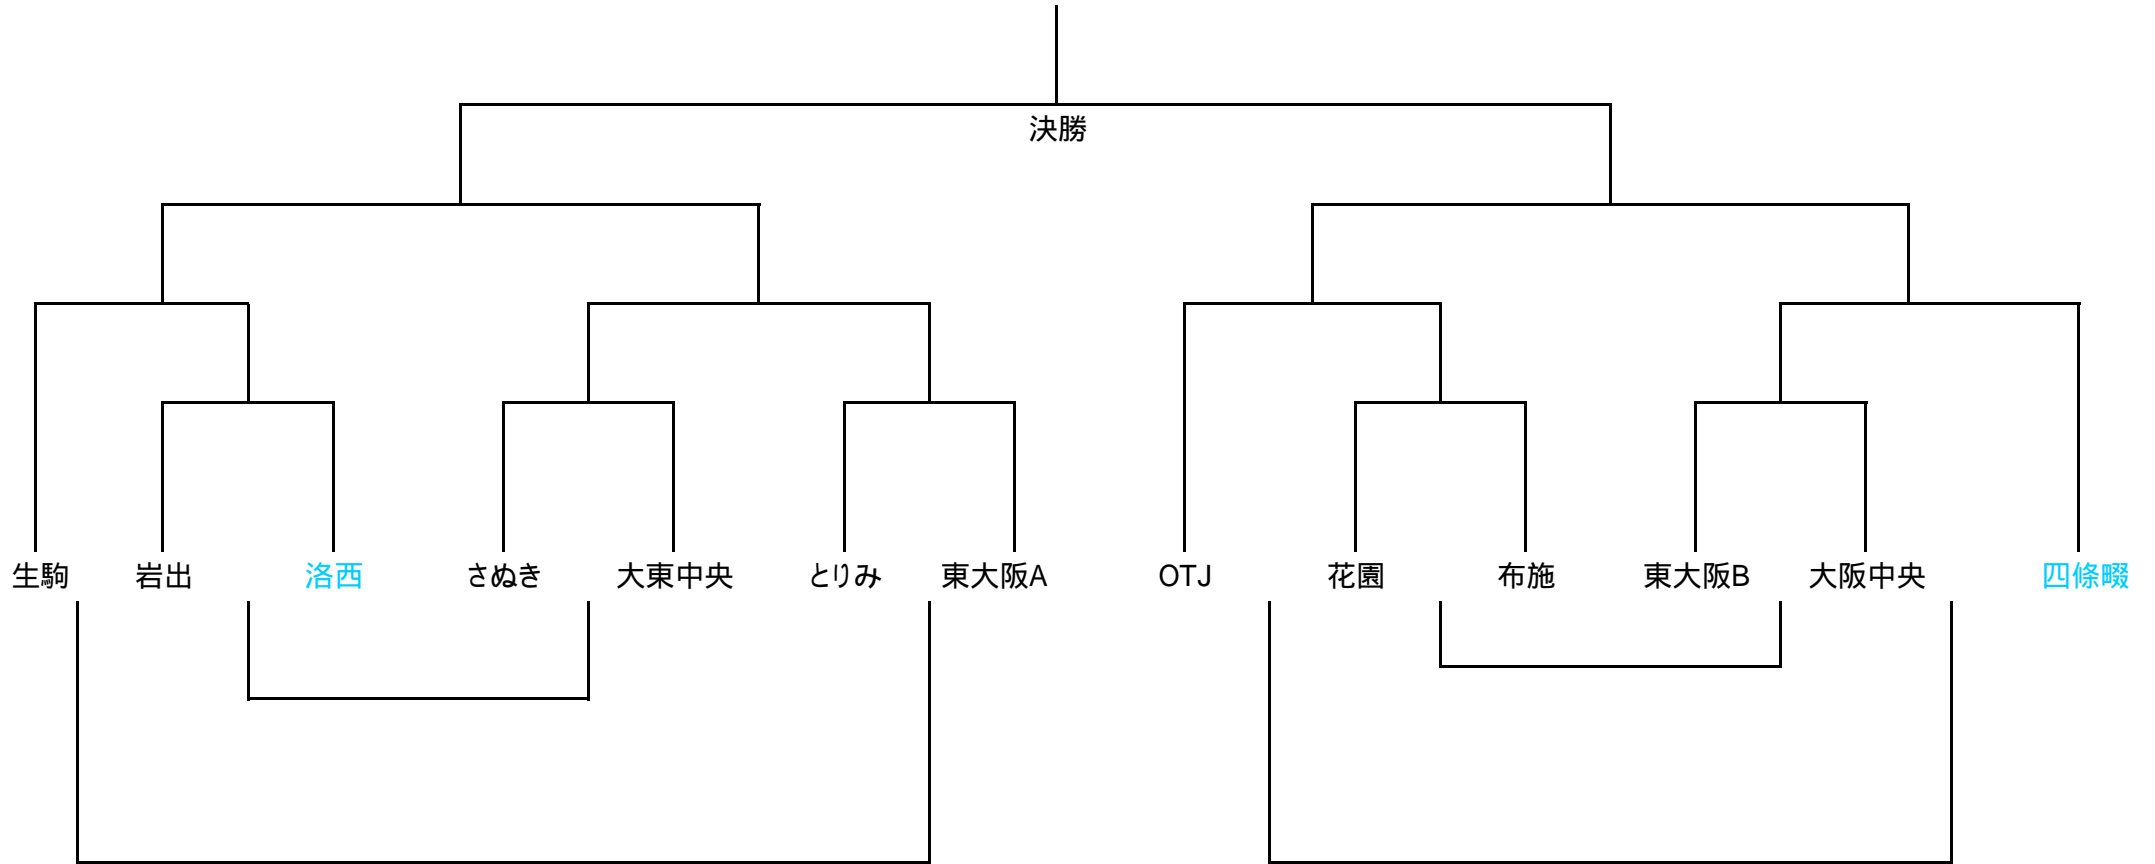 決勝
生駒 岩出 洛西 さぬき 大東中央 とりみ 東大阪A OTJ 花園 布施 東大阪B 大阪中央 四條畷